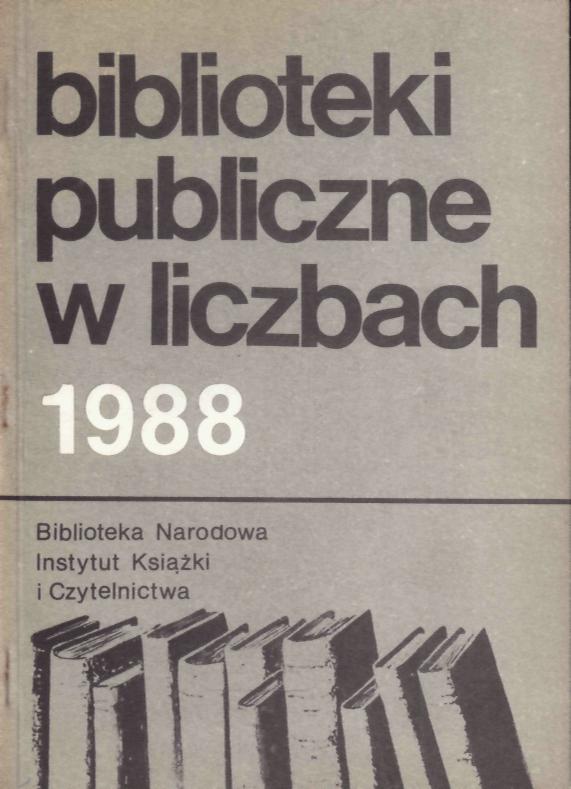 biblioteki
publiczne
w liczbach
1988
Biblioteka Narodowa
Instytut Książki
i Czytelnictwa